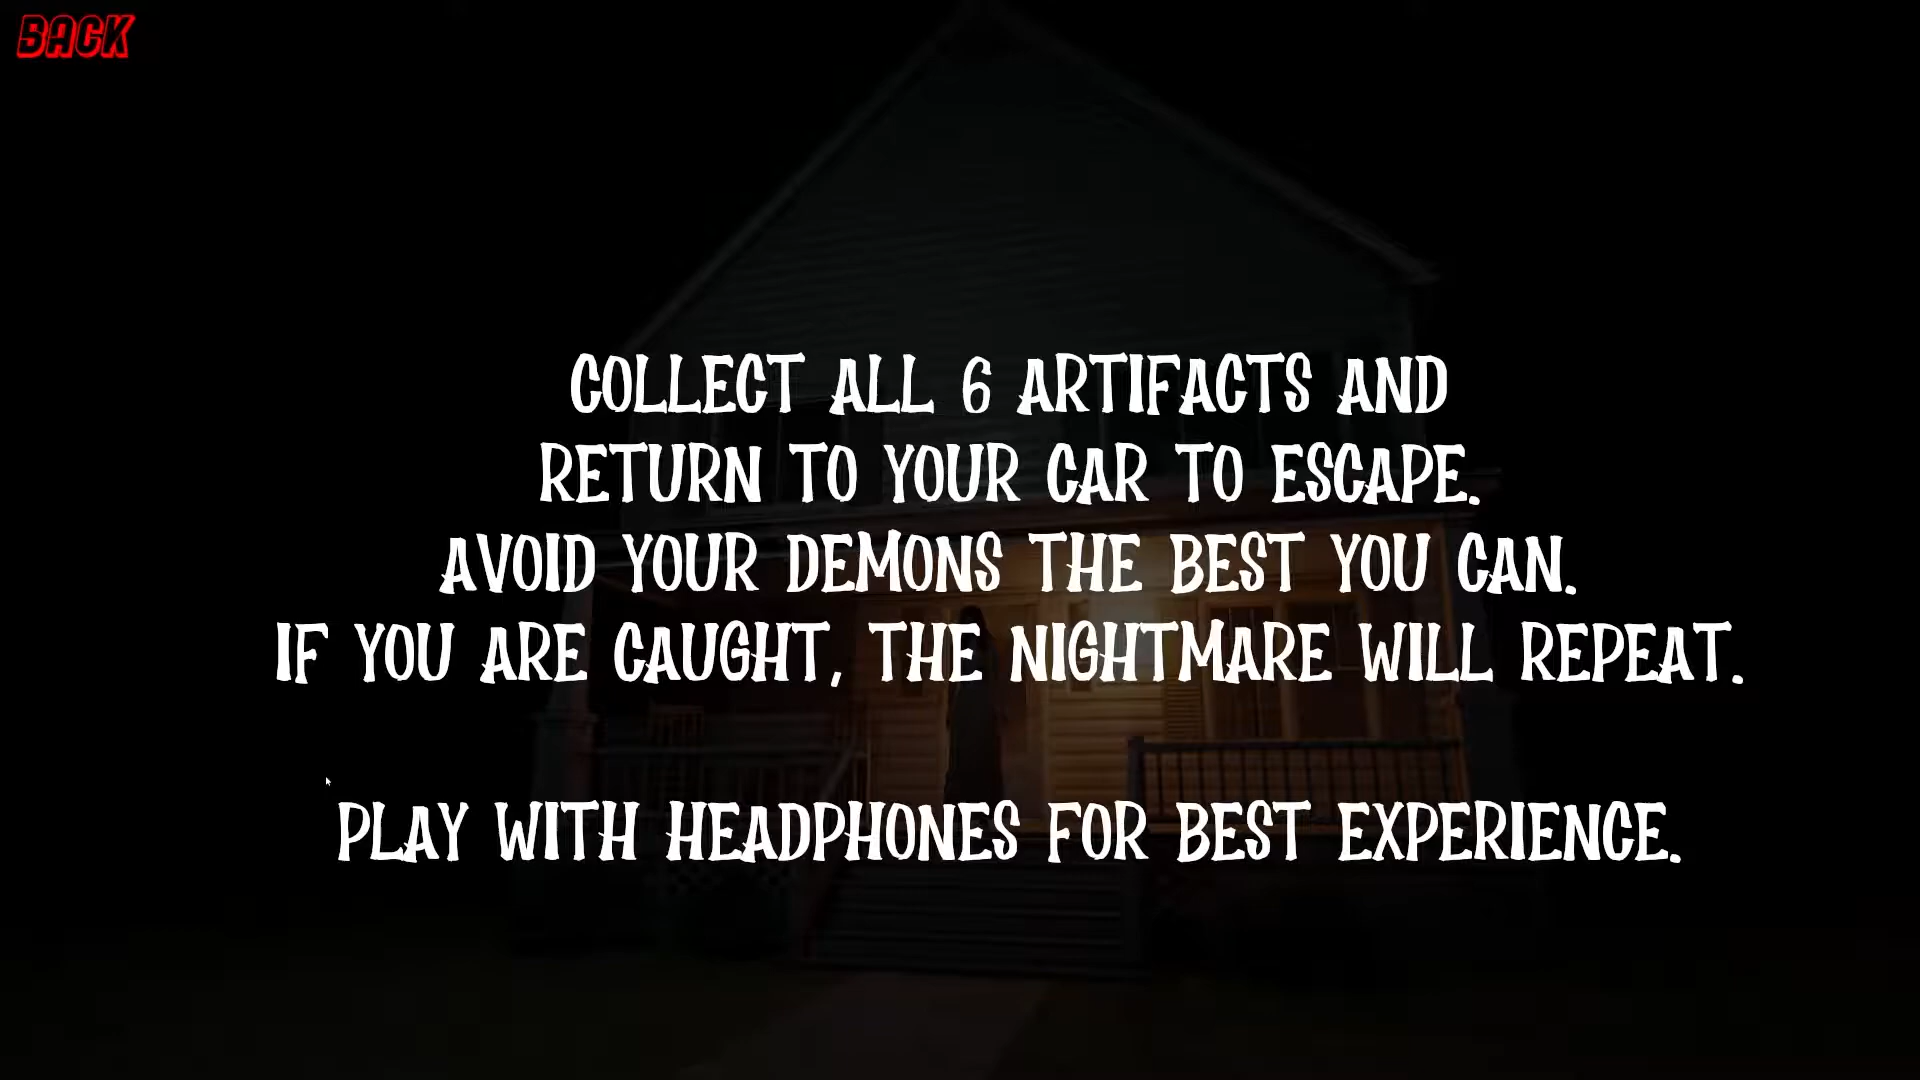 BACK
COLLECT ALL 6 ARTIFACTS AND
RETURN TO YOUR CAR TO ESCAPE.
AVOID YOUR DEMONS THE BEST YOU CAN.
IF YOU ARE CAUGHT, THE NIGHTMARE WILL REPEAT.
PLAY WITH HEADPHONES FOR BEST EXPERIENCE.